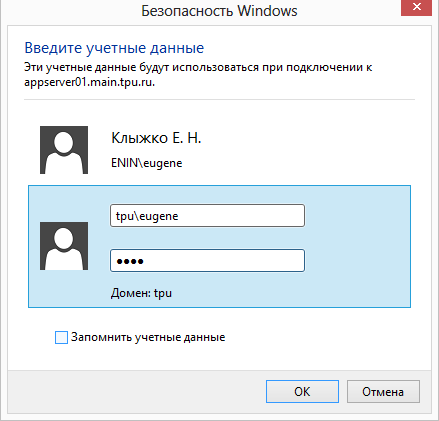 Безопасность Windows
Введите учетные данные
Эти учетные данные будут использоваться при подключении к
appserver01.main.tpu.ru.
Клыжко Е. Н.
ENIN\eugene
tpu\eugene
●●●●
Домен: tpu
Запомнить учетные данные
ОК
Отмена